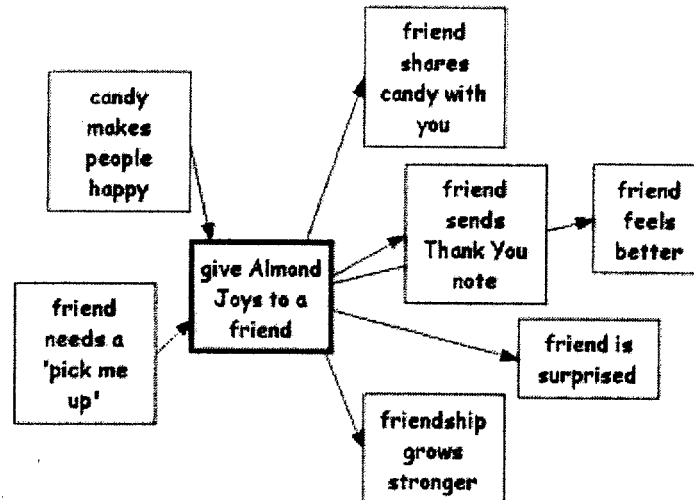 friend
shares
candy with
you
candy
makes
people
happy
friend
sends
Thank You
note
friend
feels
better
give Almond
Joys to a
friend
friend
needs a
'pick me
up'
friend is
surprised
friendship
grows
stronger